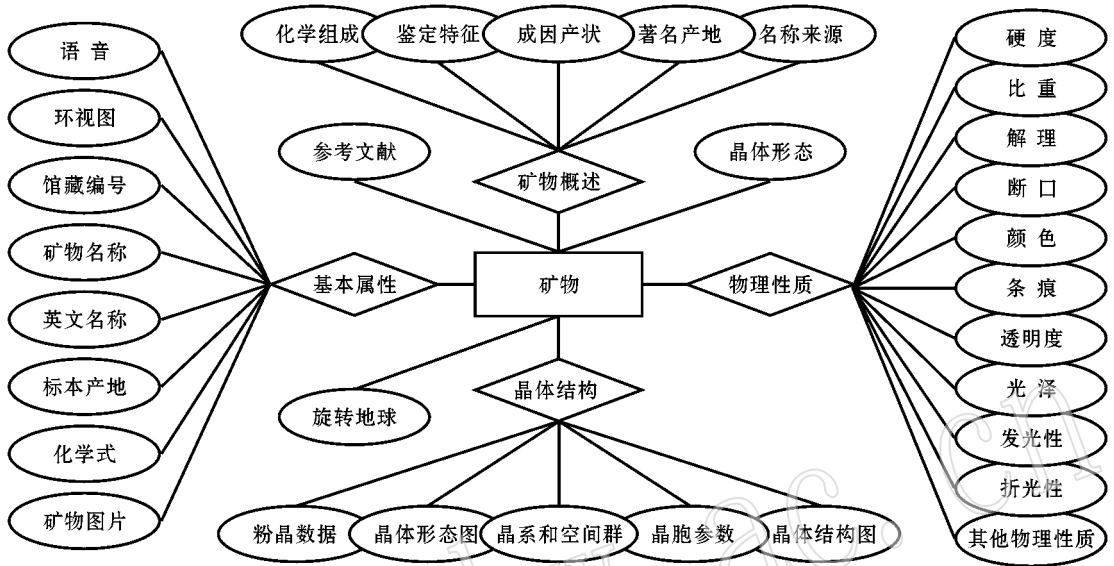 化学组成
鉴定特征
成因产状
著名产地
名称来源
语音
环视图
馆藏编号
矿物名称
英文名称
标本产地
化学式
矿物图片
参考文献
矿物概述
晶体形态
基本属性
矿物
物理性质
旋转地球
晶体结构
粉晶数据
晶体形态图
晶系和空间群
晶胞参数
晶体结构图
硬度
比重
解理
断口
颜色
条痕
透明度
光泽
发光性
折光性
其他物理性质